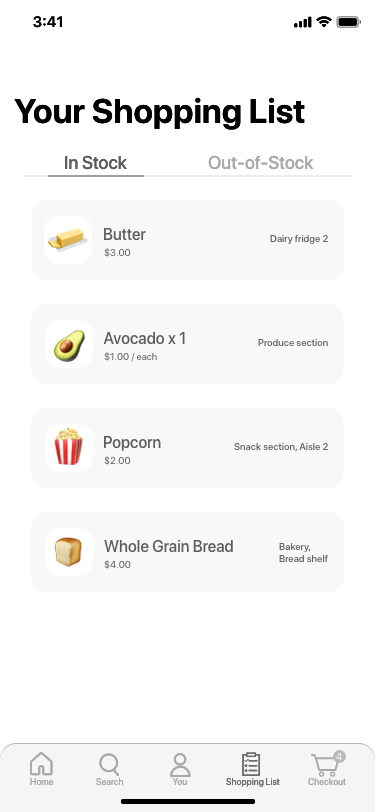 3:41
Your Shopping List
In Stock
Out-of-Stock
Butter
$3.00
Dairy fridge 2
Avocado x 1
$1.00 / each
Produce section
Popcorn
$2.00
Snack section, Aisle 2
Whole Grain Bread
$4.00
Bakery,
Bread shelf
4
Home
Search
You
Shopping List
Checkout